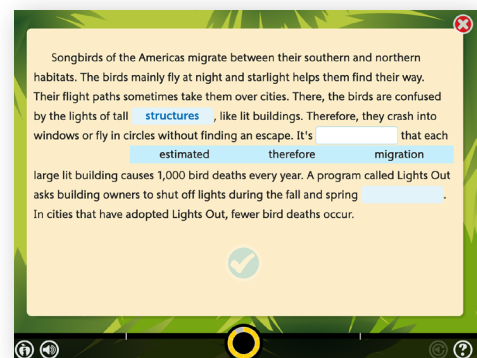 Songbirds of the Americas migrate between their southern and northern
habitats. The birds mainly fly at night and starlight helps them find their way.
Their flight paths sometimes take them over cities. There, the birds are confused
by the lights of tall structures , like lit buildings. Therefore, they crash into
windows or fly in circles without finding an escape. It's that each
estimated therefore migration
large lit building causes 1,000 bird deaths every year. A program called Lights Out
asks building owners to shut off lights during the fall and spring .
In cities that have adopted Lights Out, fewer bird deaths occur.
?